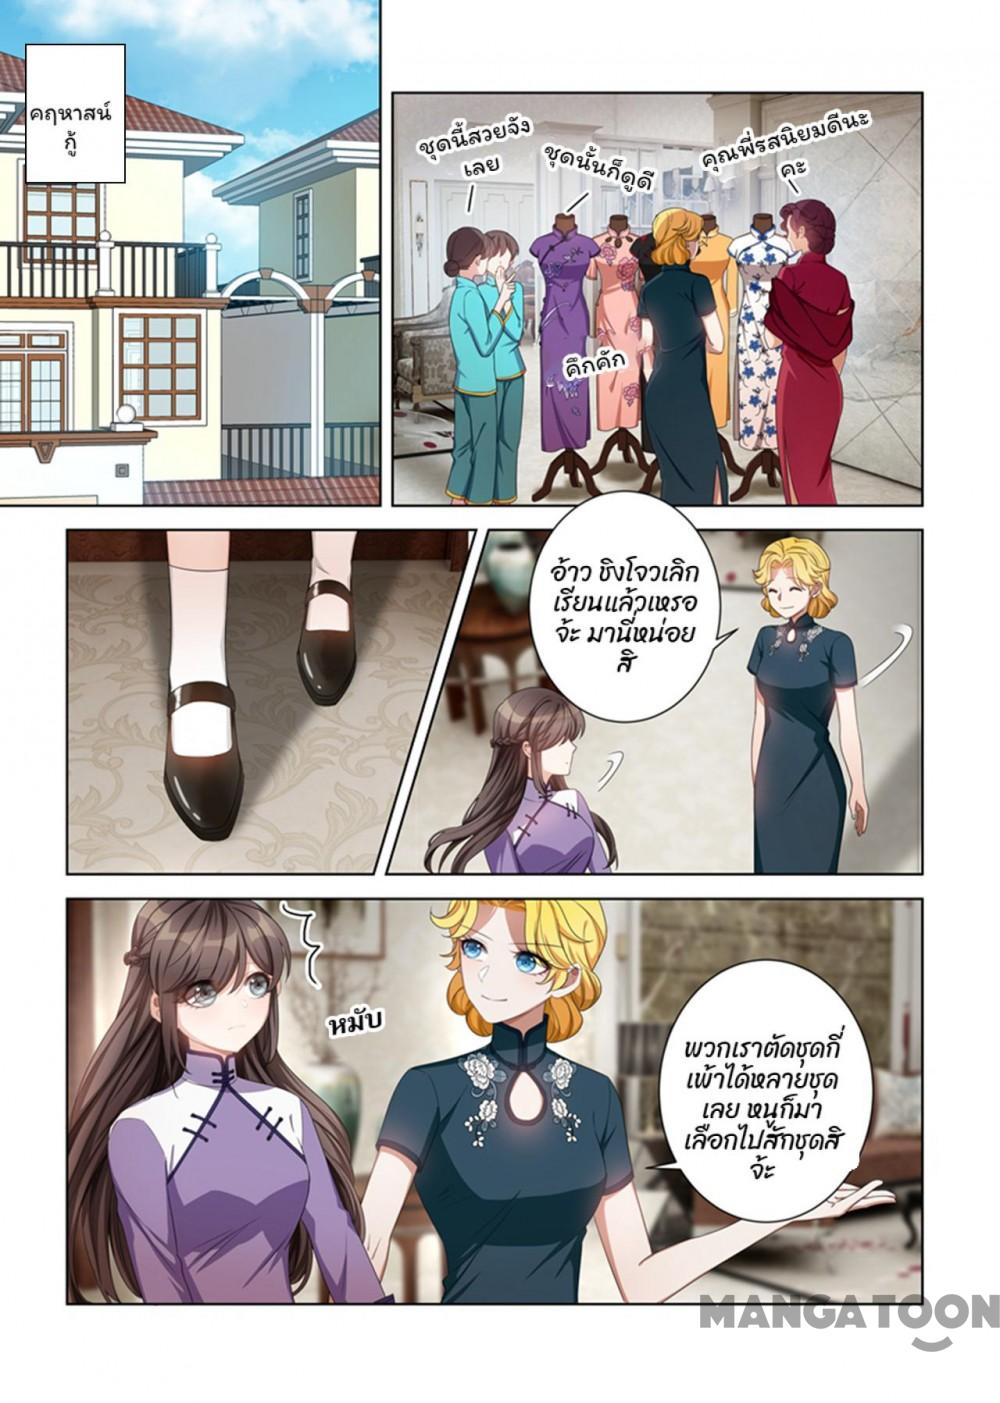 คฤหาสน์
กู้
ชุดนี้สวยจัง
เลย
ชุดนั้นก็ดูดี
คุณพี่รสนิยมดีนะ
คะ
คึกคัก
อ้าว ชิงโจวเลิก
เรียนแล้วเหรอ
จ้ะ มานี่หน่อย
สิ
หมับ
พวกเราตัดชุดกี่
เพ้าได้หลายชุด
เลย หนูก็มา
เลือกไปสักชุดสิ
จ้ะ
MANGATOON